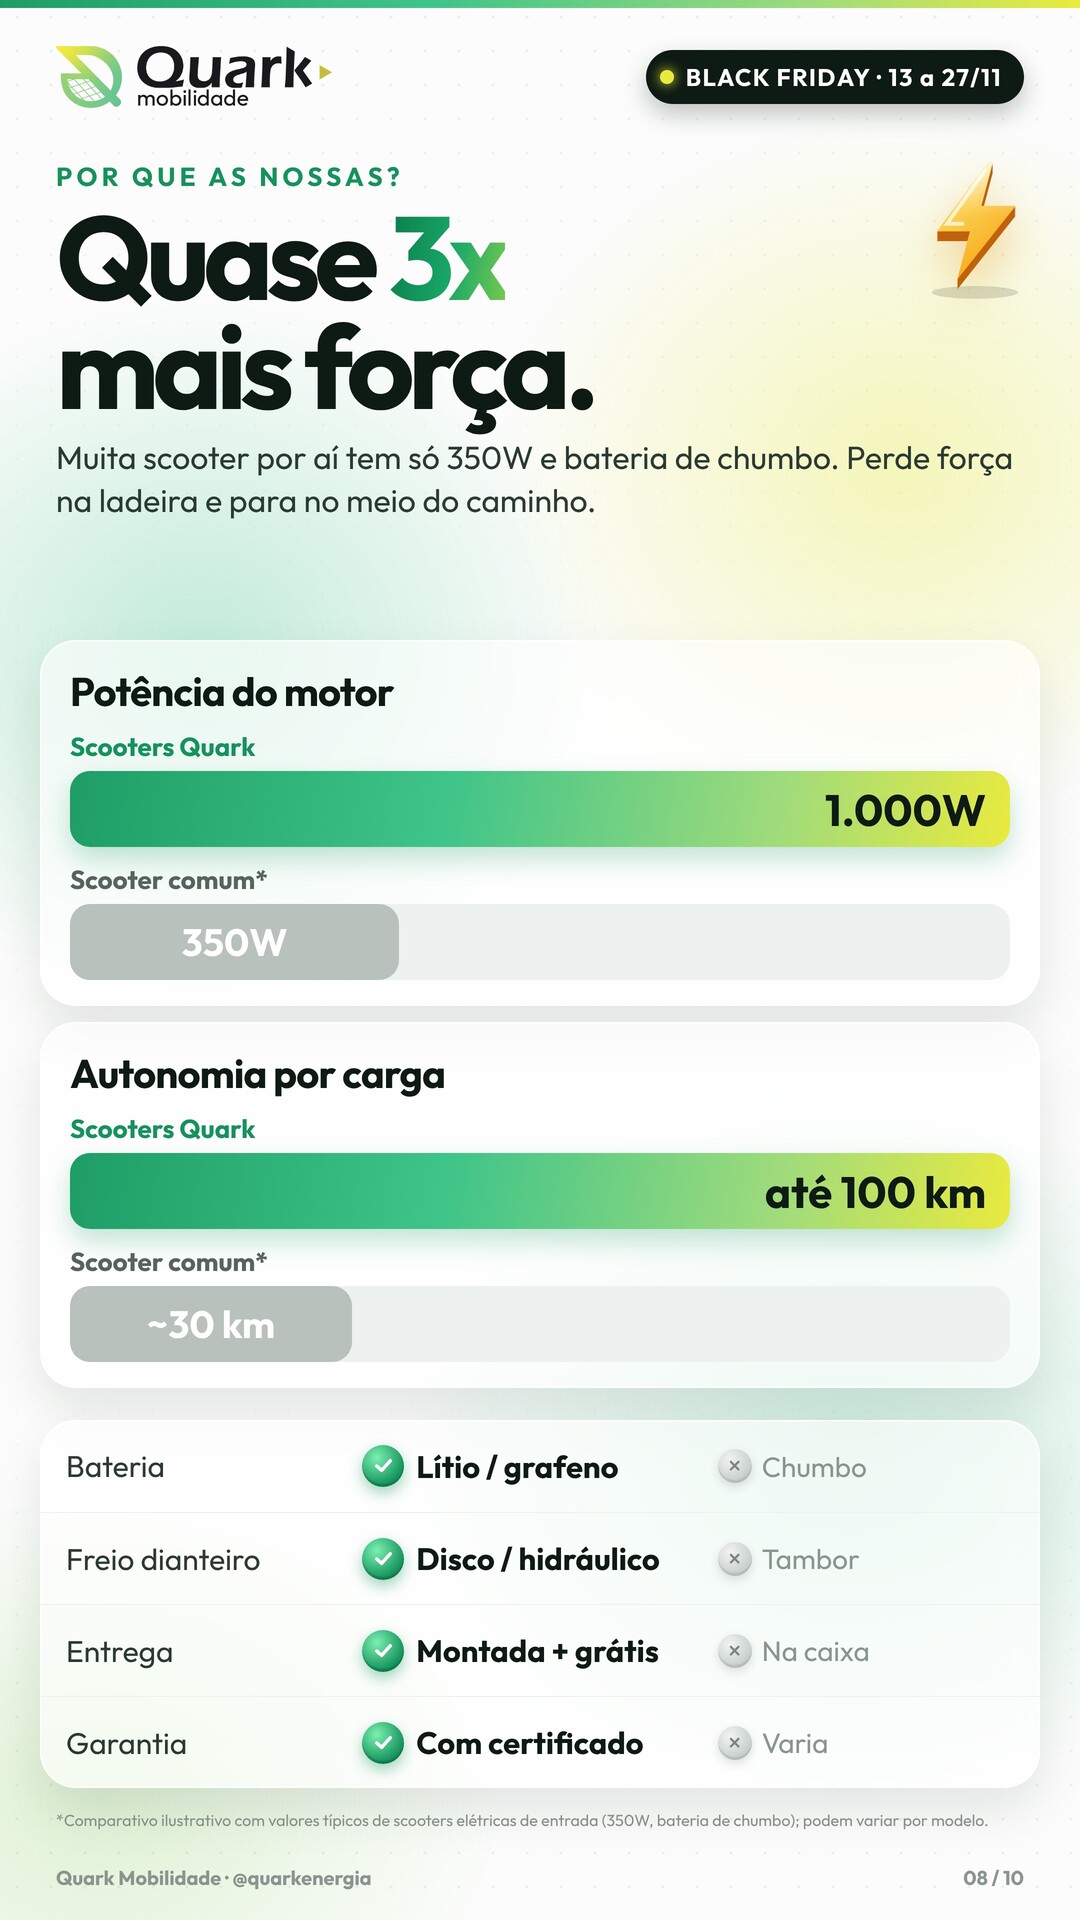 Quark
mobilidade
BLACK FRIDAY · 13 a 27/11
POR QUE AS NOSSAS?
Quase 3x
mais força.
Muita scooter por aí tem só 350W e bateria de chumbo. Perde força
na ladeira e para no meio do caminho.
Potência do motor
Scooters Quark
1.000W
Scooter comum*
350W
Autonomia por carga
Scooters Quark
até 100 km
Scooter comum*
~30 km
Bateria Lítio / grafeno Chumbo
Freio dianteiro Disco / hidráulico Tambor
Entrega Montada + grátis Na caixa
Garantia Com certificado Varia
*Comparativo ilustrativo com valores típicos de scooters elétricas de entrada (350W, bateria de chumbo); podem variar por modelo.
Quark Mobilidade · @quarkenergia 08 / 10